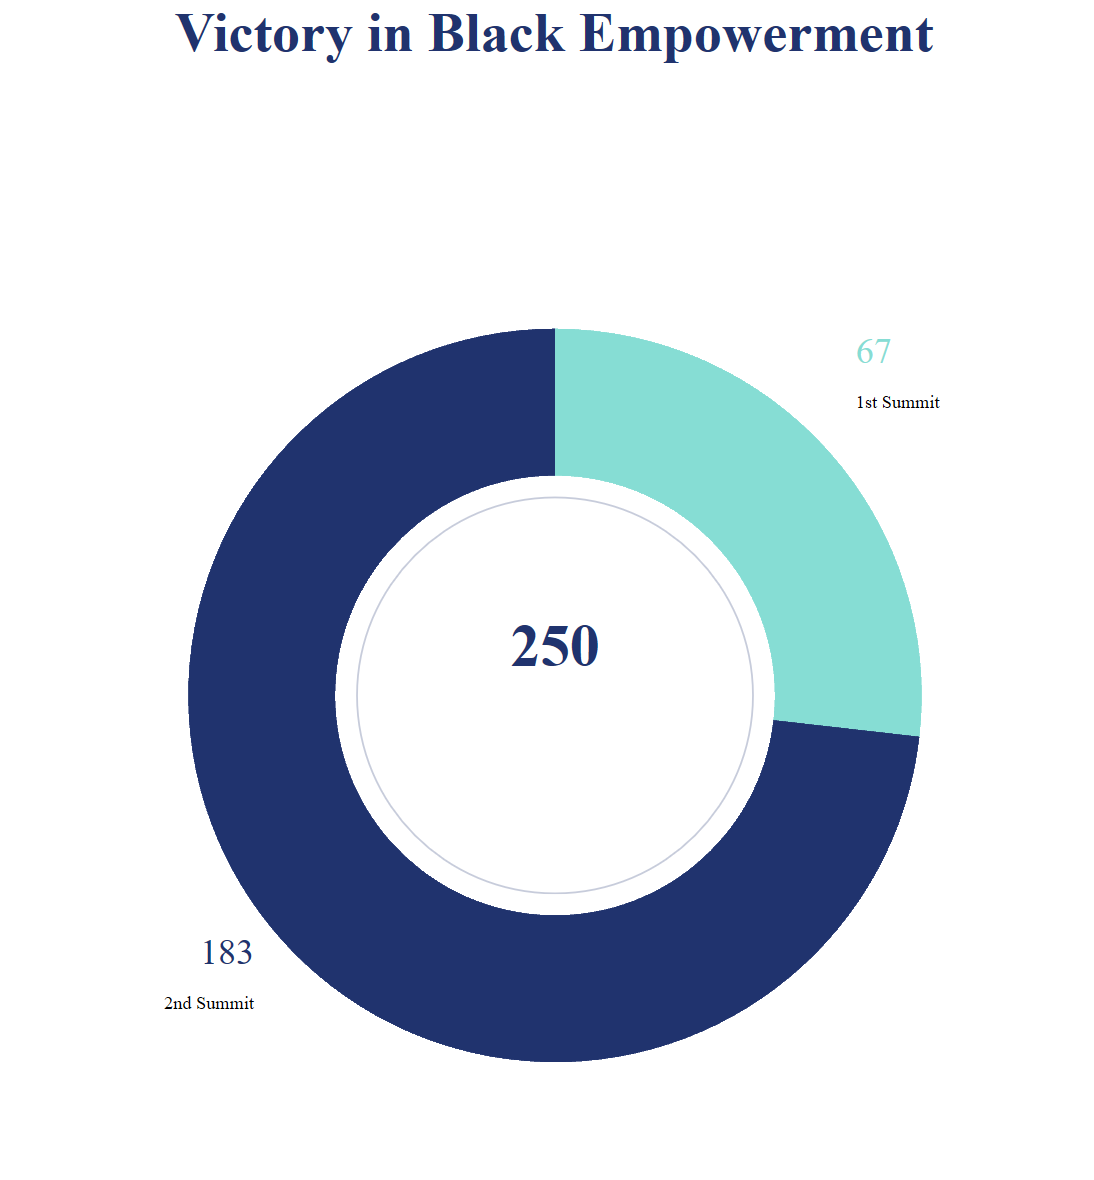 Victory in Black Empowerment
67
1st Summit
250
183
2nd Summit